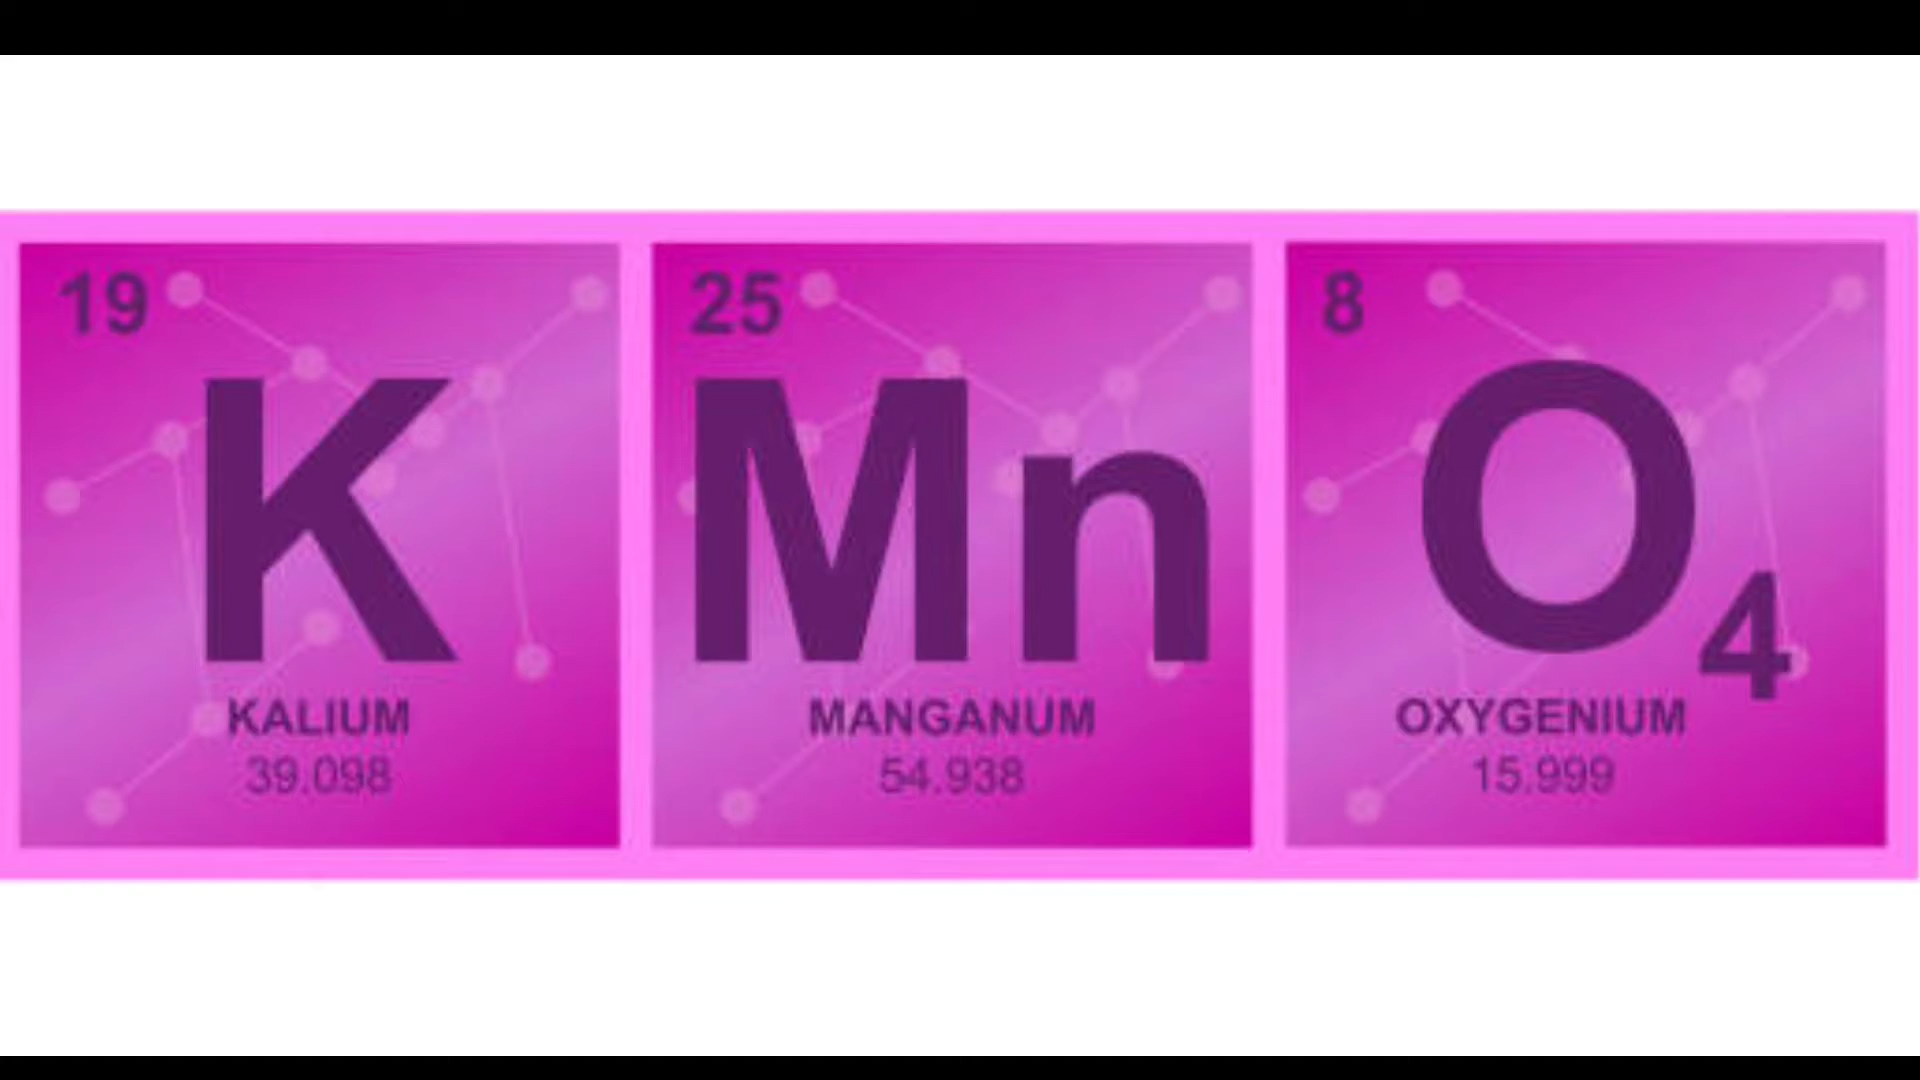 19
K
KALIUM
39.098
25
Mn
MANGANUM
54.938
8
O4
OXYGENIUM
15.999